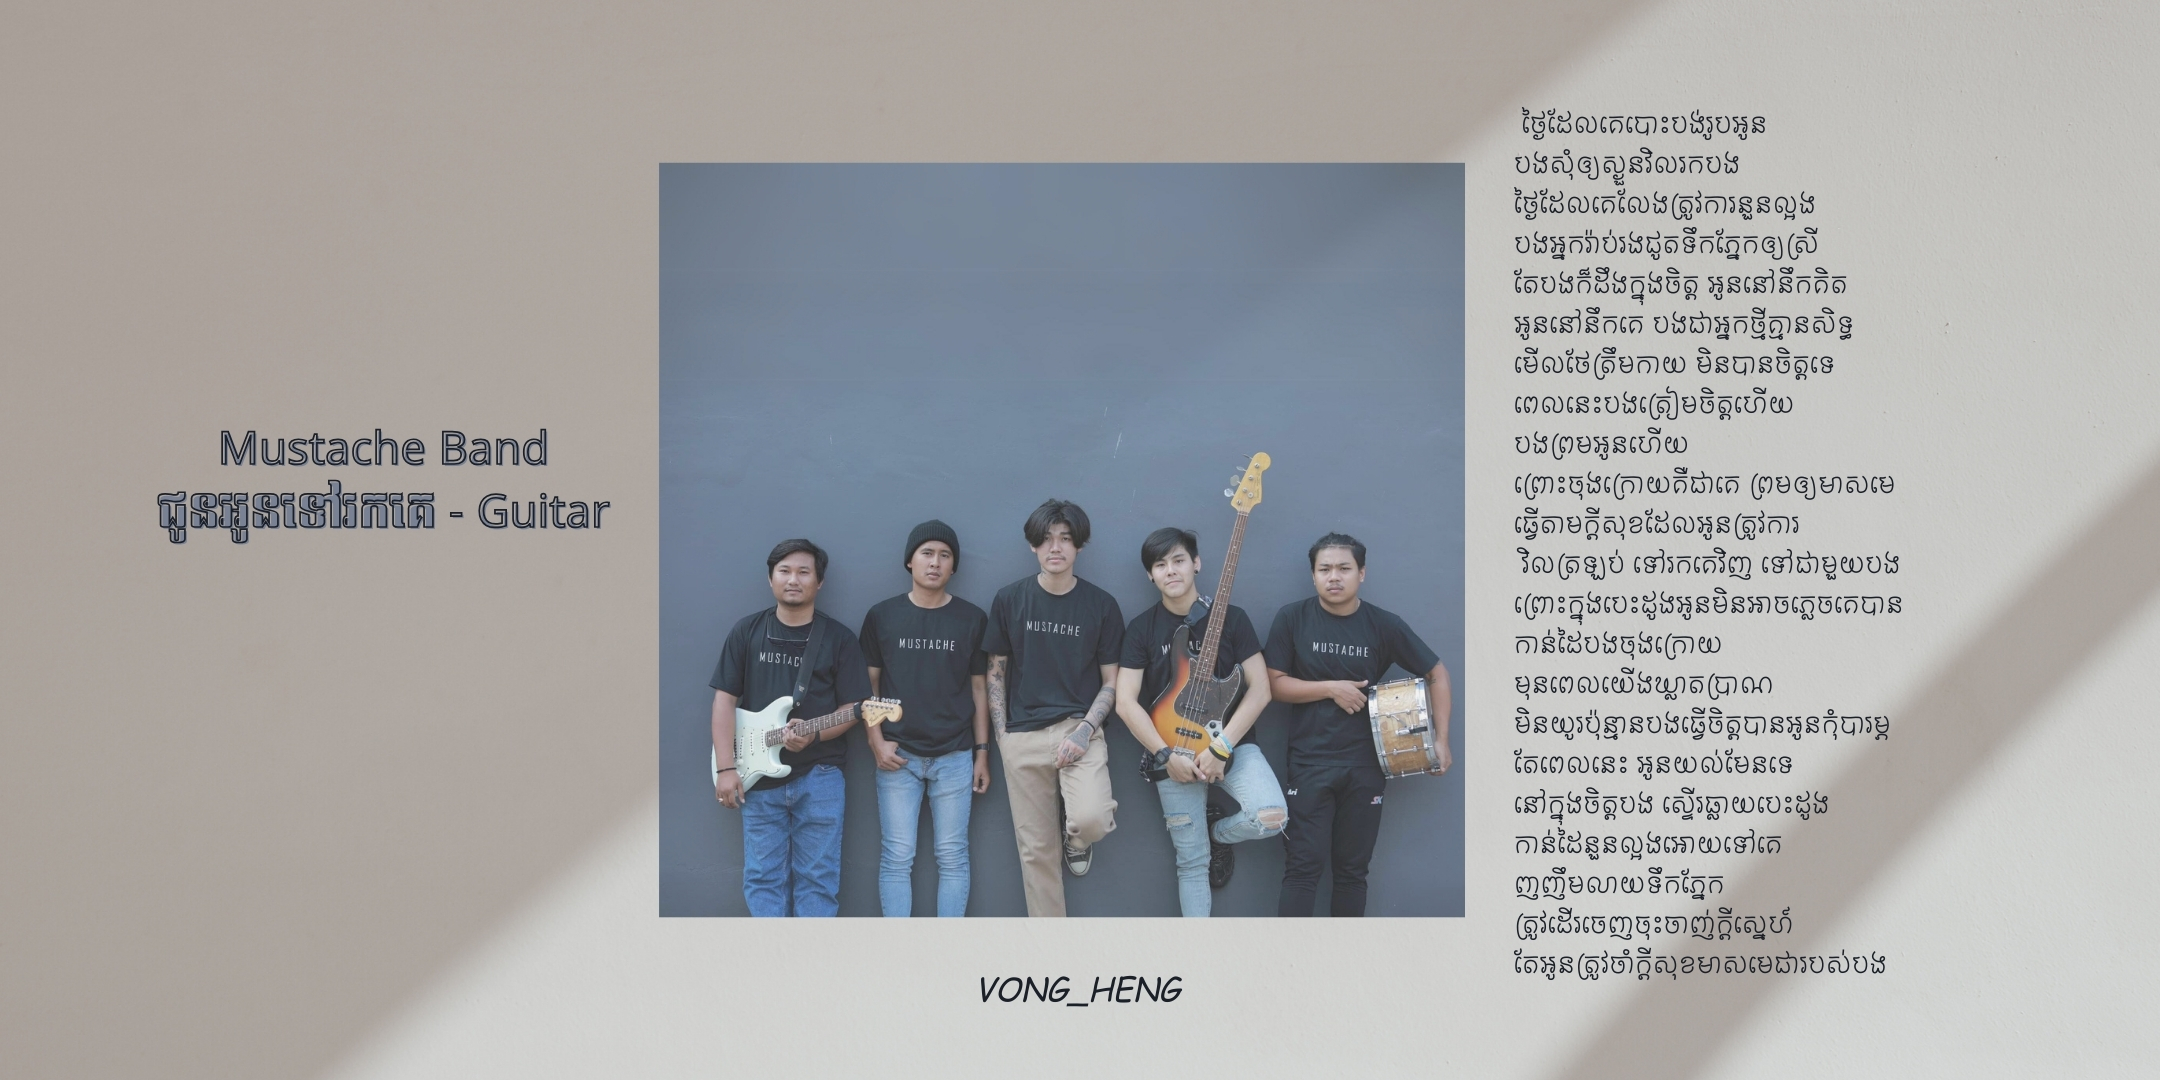 Mustache Band
ជូនអូនទៅរកគេ - Guitar
MUSTACHE
MUSTACHE
MUSTACHE
MUSTACHE
VONG_HENG
ថ្ងៃដែលគេបោះបង់រូបអូន
បងសុំឲ្យស្ងួនវិលរកបង
ថ្ងៃដែលគេលែងត្រូវការនួនល្អង
បងអ្នករ៉ាប់រងជូតទឹកភ្នែកឲ្យស្រី
តែបងក៏ដឹងក្នុងចិត្ត អូននៅនឹកគិត
អូននៅនឹកគេ បងជាអ្នកថ្មីគ្មានសិទ្ធ
មើលថែត្រឹមកាយ មិនបានចិត្តទេ
ពេលនេះបងត្រៀមចិត្តហើយ
បងព្រមអូនហើយ
ព្រោះចុងក្រោយគឺជាគេ ព្រមឲ្យមាសមេ
ធ្វើតាមក្ដីសុខដែលអូនត្រូវការ
វិលត្រឡប់ ទៅរកគេវិញ ទៅជាមួយបង
ព្រោះក្នុងបេះដូងអូនមិនអាចភ្លេចគេបាន
កាន់ដៃបងចុងក្រោយ
មុនពេលយើងឃ្លាតប្រាណ
មិនយូរប៉ុន្មានបងធ្វើចិត្តបានអូនកុំបារម្ភ
តែពេលនេះ អូនយល់មែនទេ
នៅក្នុងចិត្តបង ស្ទើរធ្លាយបេះដូង
កាន់ដៃនួនល្អងអោយទៅគេ
ញញឹមលាយទឹកភ្នែក
ត្រូវដើរចេញចុះចាញ់ក្ដីស្នេហ៍
តែអូនត្រូវចាំក្ដីសុខមាសមេជារបស់បង